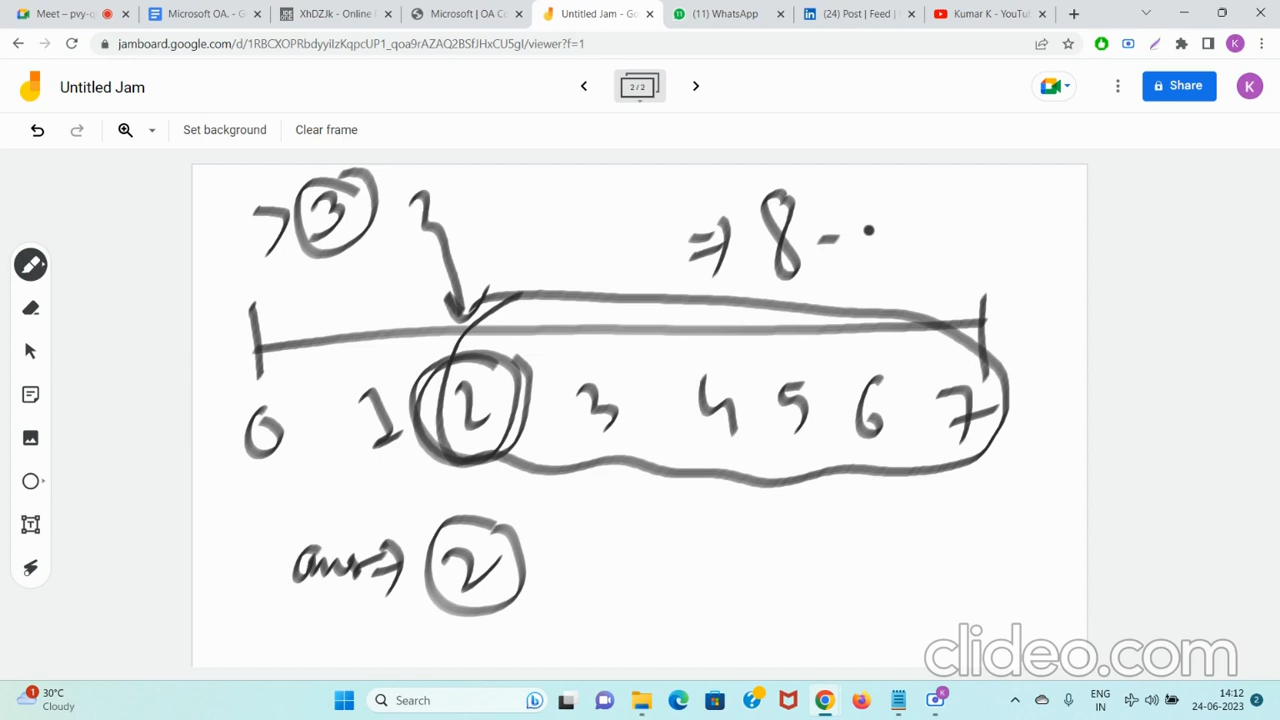 Meet – pvy-q
Microsoft OA. - G
XhDZJk - Online
Microsoft | OA C
Untitled Jam - Go
(11) WhatsApp
(24) Post | Feed |
Kumar K - YouTu
jamboard.google.com/d/1RBCXOPRbdyyiIzKqpcUP1_qoa9rAZAQ2BSfJHxCU5gI/viewer?f=1
K
Untitled Jam
2 / 2
Share
K
Set background
Clear frame
> 3
=> 8 -
0 1 2 3 4 5 6 7
ans => 2
clideo.com
1
30°C
Cloudy
Search
ENG
IN
14:12
24-06-2023
2